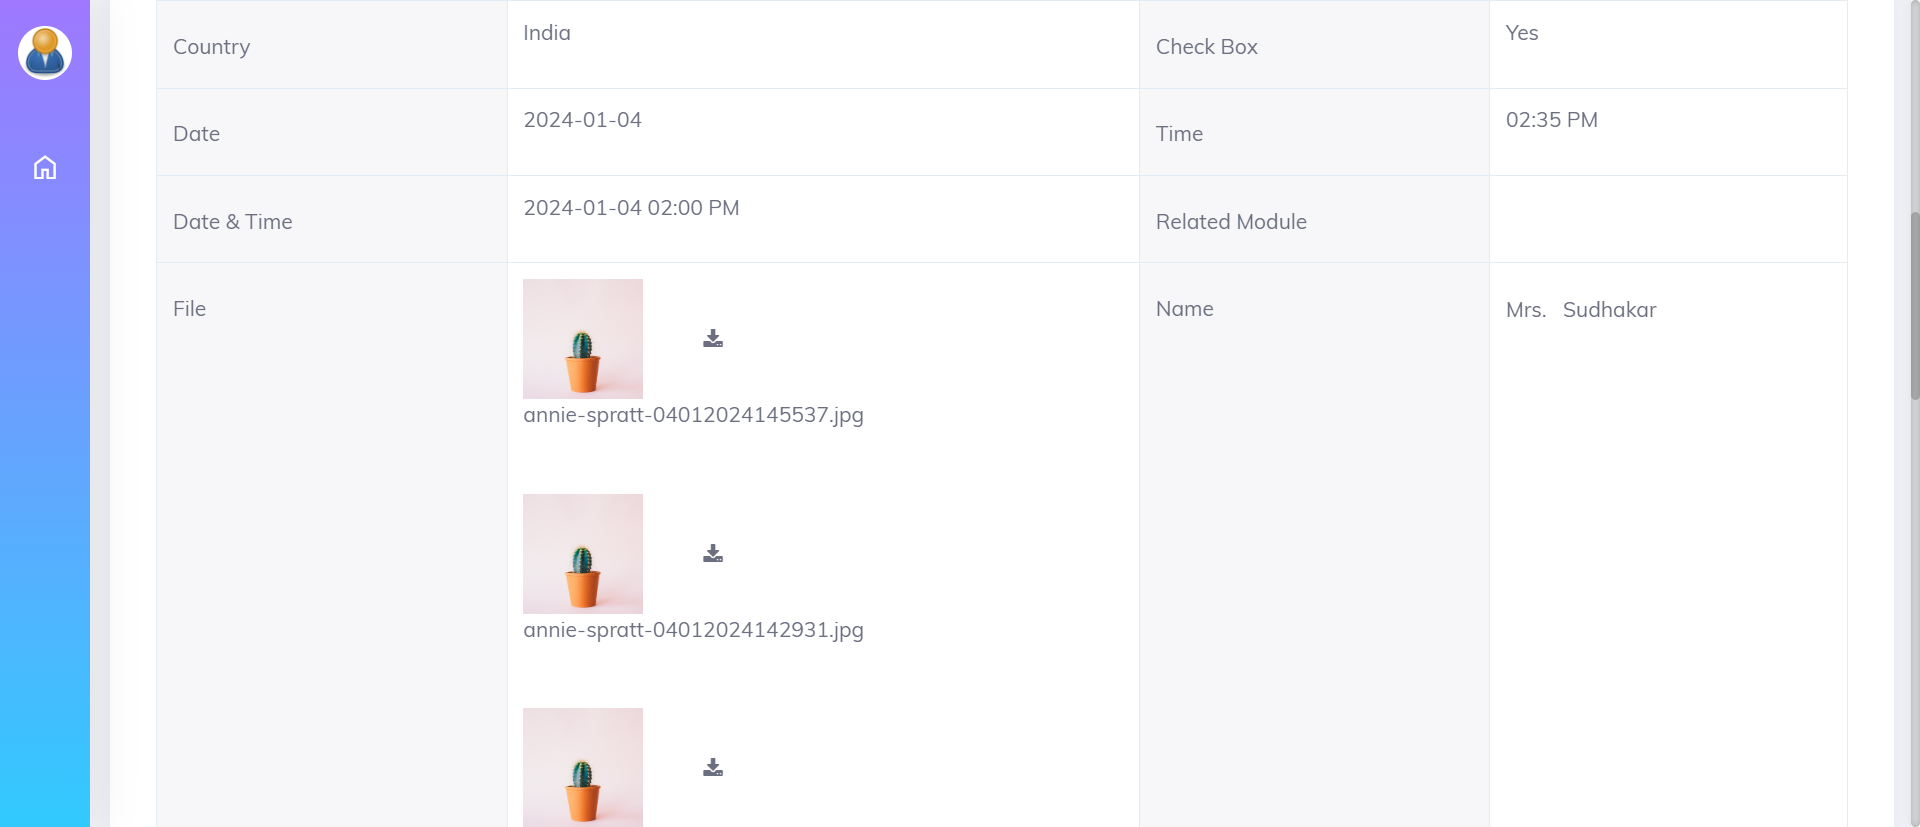 Country
India
Check Box
Yes
Date
2024-01-04
Time
02:35 PM
Date & Time
2024-01-04 02:00 PM
Related Module
File
annie-spratt-04012024145537.jpg
annie-spratt-04012024142931.jpg
Name
Mrs. Sudhakar